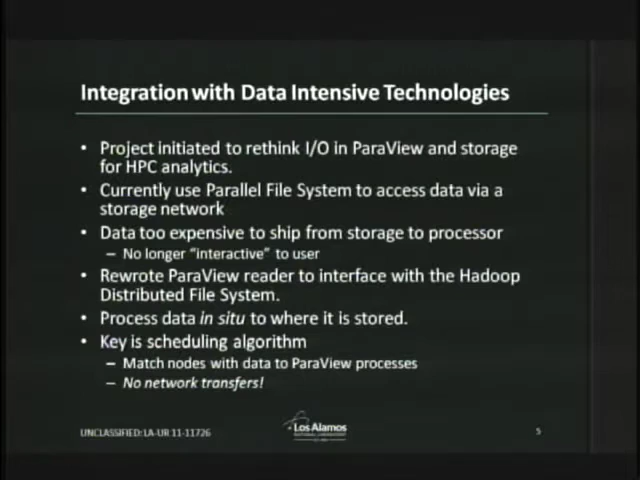 Integration with Data Intensive Technologies
• Project initiated to rethink I/O in ParaView and storage
for HPC analytics.
• Currently use Parallel File System to access data via a
storage network
• Data too expensive to ship from storage to processor
– No longer "interactive" to user
• Rewrote ParaView reader to interface with the Hadoop
Distributed File System.
• Process data in situ to where it is stored.
• Key is scheduling algorithm
– Match nodes with data to ParaView processes
– No network transfers!
UNCLASSIFIED: LA-UR 11-11726
Los Alamos
NATIONAL LABORATORY
5